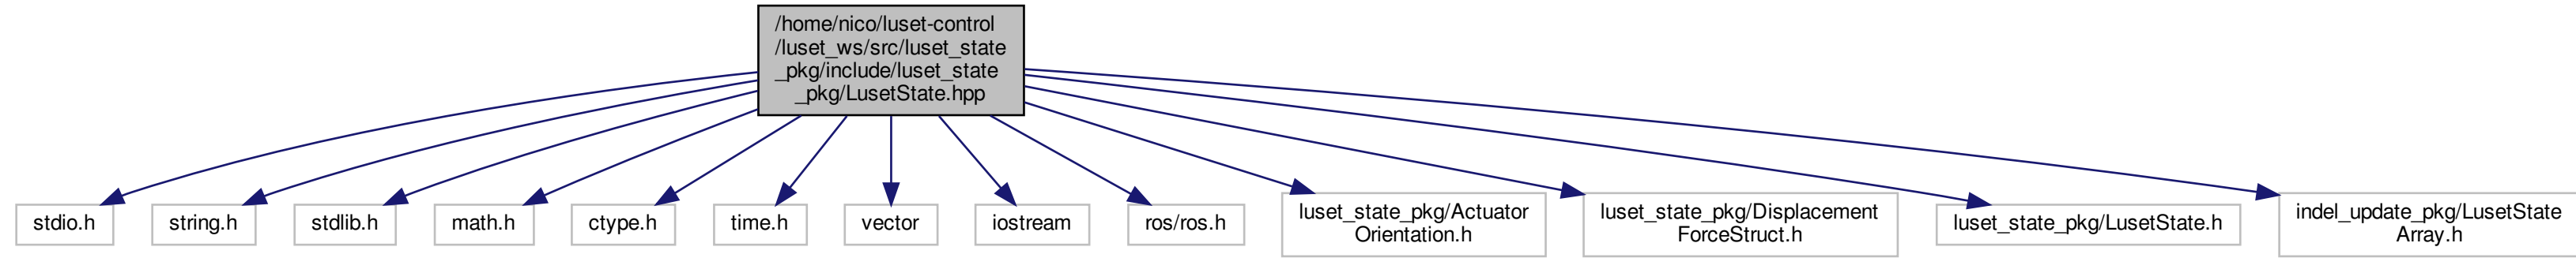 /home/nico/luset-control
/luset_ws/src/luset_state
_pkg/include/luset_state
_pkg/LusetState.hpp
stdio.h
string.h
stdlib.h
math.h
ctype.h
time.h
vector
iostream
ros/ros.h
luset_state_pkg/Actuator
Orientation.h
luset_state_pkg/Displacement
ForceStruct.h
luset_state_pkg/LusetState.h
indel_update_pkg/LusetState
Array.h